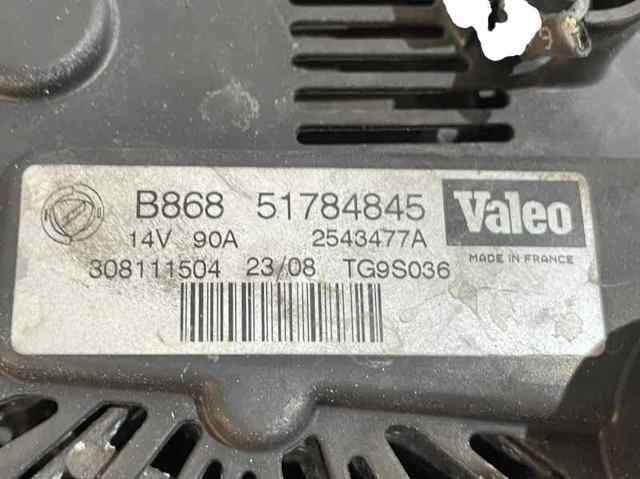 B868 51784845
Valeo
14V 90A 2543477A
MADE IN FRANCE
308111504 23/08 TG9S036